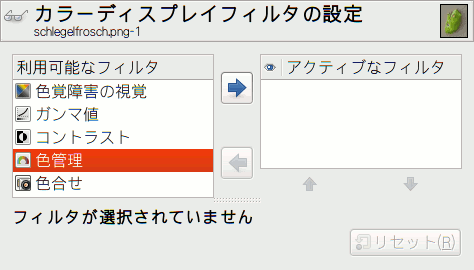 カラーディスプレイフィルタの設定
schlegelfrosch.png-1
利用可能なフィルタ
色覚障害の視覚
ガンマ値
コントラスト
色管理
色合せ
アクティブなフィルタ
フィルタが選択されていません
リセット(R)